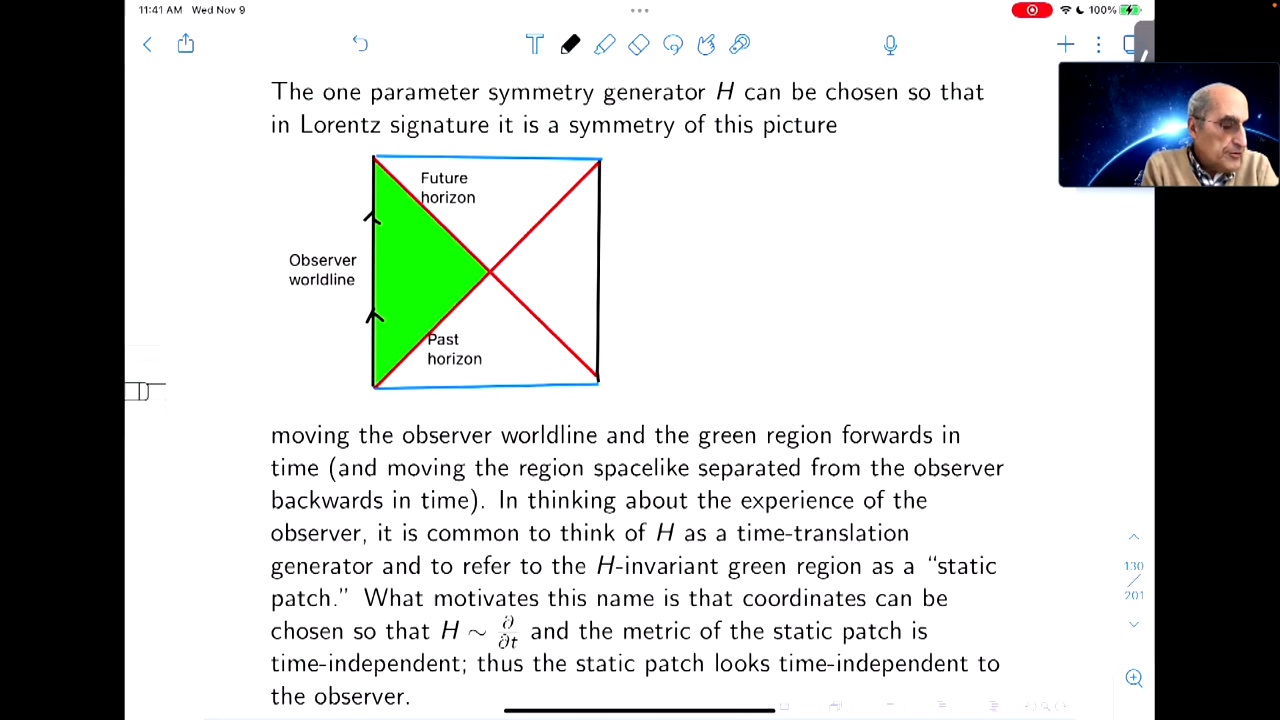 11:41 AM Wed Nov 9
100%
The one parameter symmetry generator H can be chosen so that
in Lorentz signature it is a symmetry of this picture
Future
horizon
Observer
worldline
Past
horizon
moving the observer worldline and the green region forwards in
time (and moving the region spacelike separated from the observer
backwards in time). In thinking about the experience of the
observer, it is common to think of H as a time-translation
generator and to refer to the H-invariant green region as a “static
patch.” What motivates this name is that coordinates can be
chosen so that H ∼ ∂/∂t and the metric of the static patch is
time-independent; thus the static patch looks time-independent to
the observer.
130
/
201